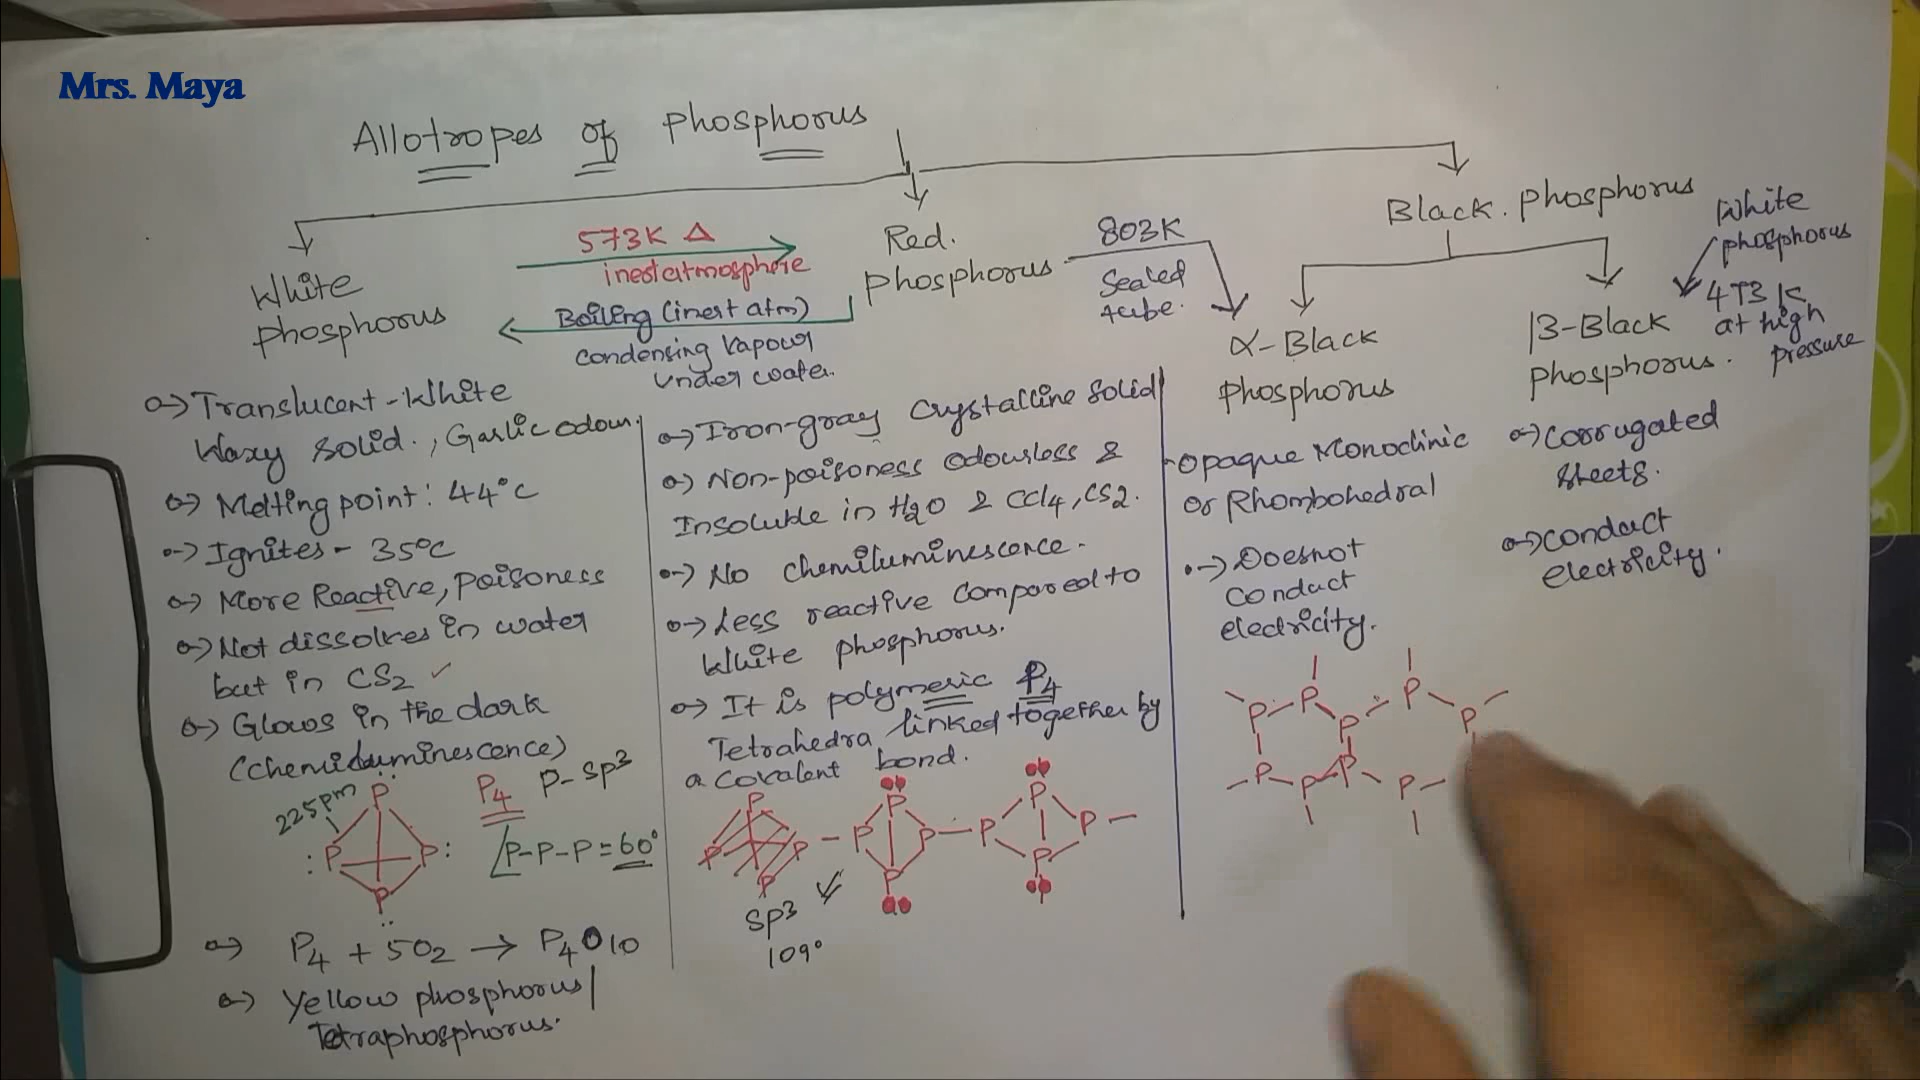 Mrs. Maya
Allotropes of Phosphorus
White
Phosphorus
573K Δ
inert atmosphere
Boiling (inert atm)
condensing vapour
under water.
Red.
Phosphorus
803K
Sealed
tube.
Black. Phosphorus
α-Black
Phosphorus
β-Black
Phosphorus.
White
phosphorus
473 K
at high
pressure
Translucent-White
Waxy solid., Garlic odour.
Melting point: 44°C
Ignites - 35°C
More Reactive, Poisoness
Not dissolves in water
but in CS2 ✓
Glows in the dark
(chemiluminescence)
225pm
P4 P-sp3
∠P-P-P = 60°
P
P P
P
P4 + 5O2 → P4O10
Yellow phosphorus/
Tetraphosphorus.
Iron-gray Crystalline Solid
Non-poisoness odourless &
Insoluble in H2O & CCl4, CS2.
No chemiluminescence.
Less reactive compared to
White phosphorus.
It is polymeric P4
Tetrahedra linked together by
a covalent bond.
P P P
P P P P P P
P P P
sp3
109°
Opaque Monoclinic
or Rhombohedral
Doesnot
Conduct
electricity.
P P P P P
P P P P
Corrugated
sheets.
Conduct
electricity.